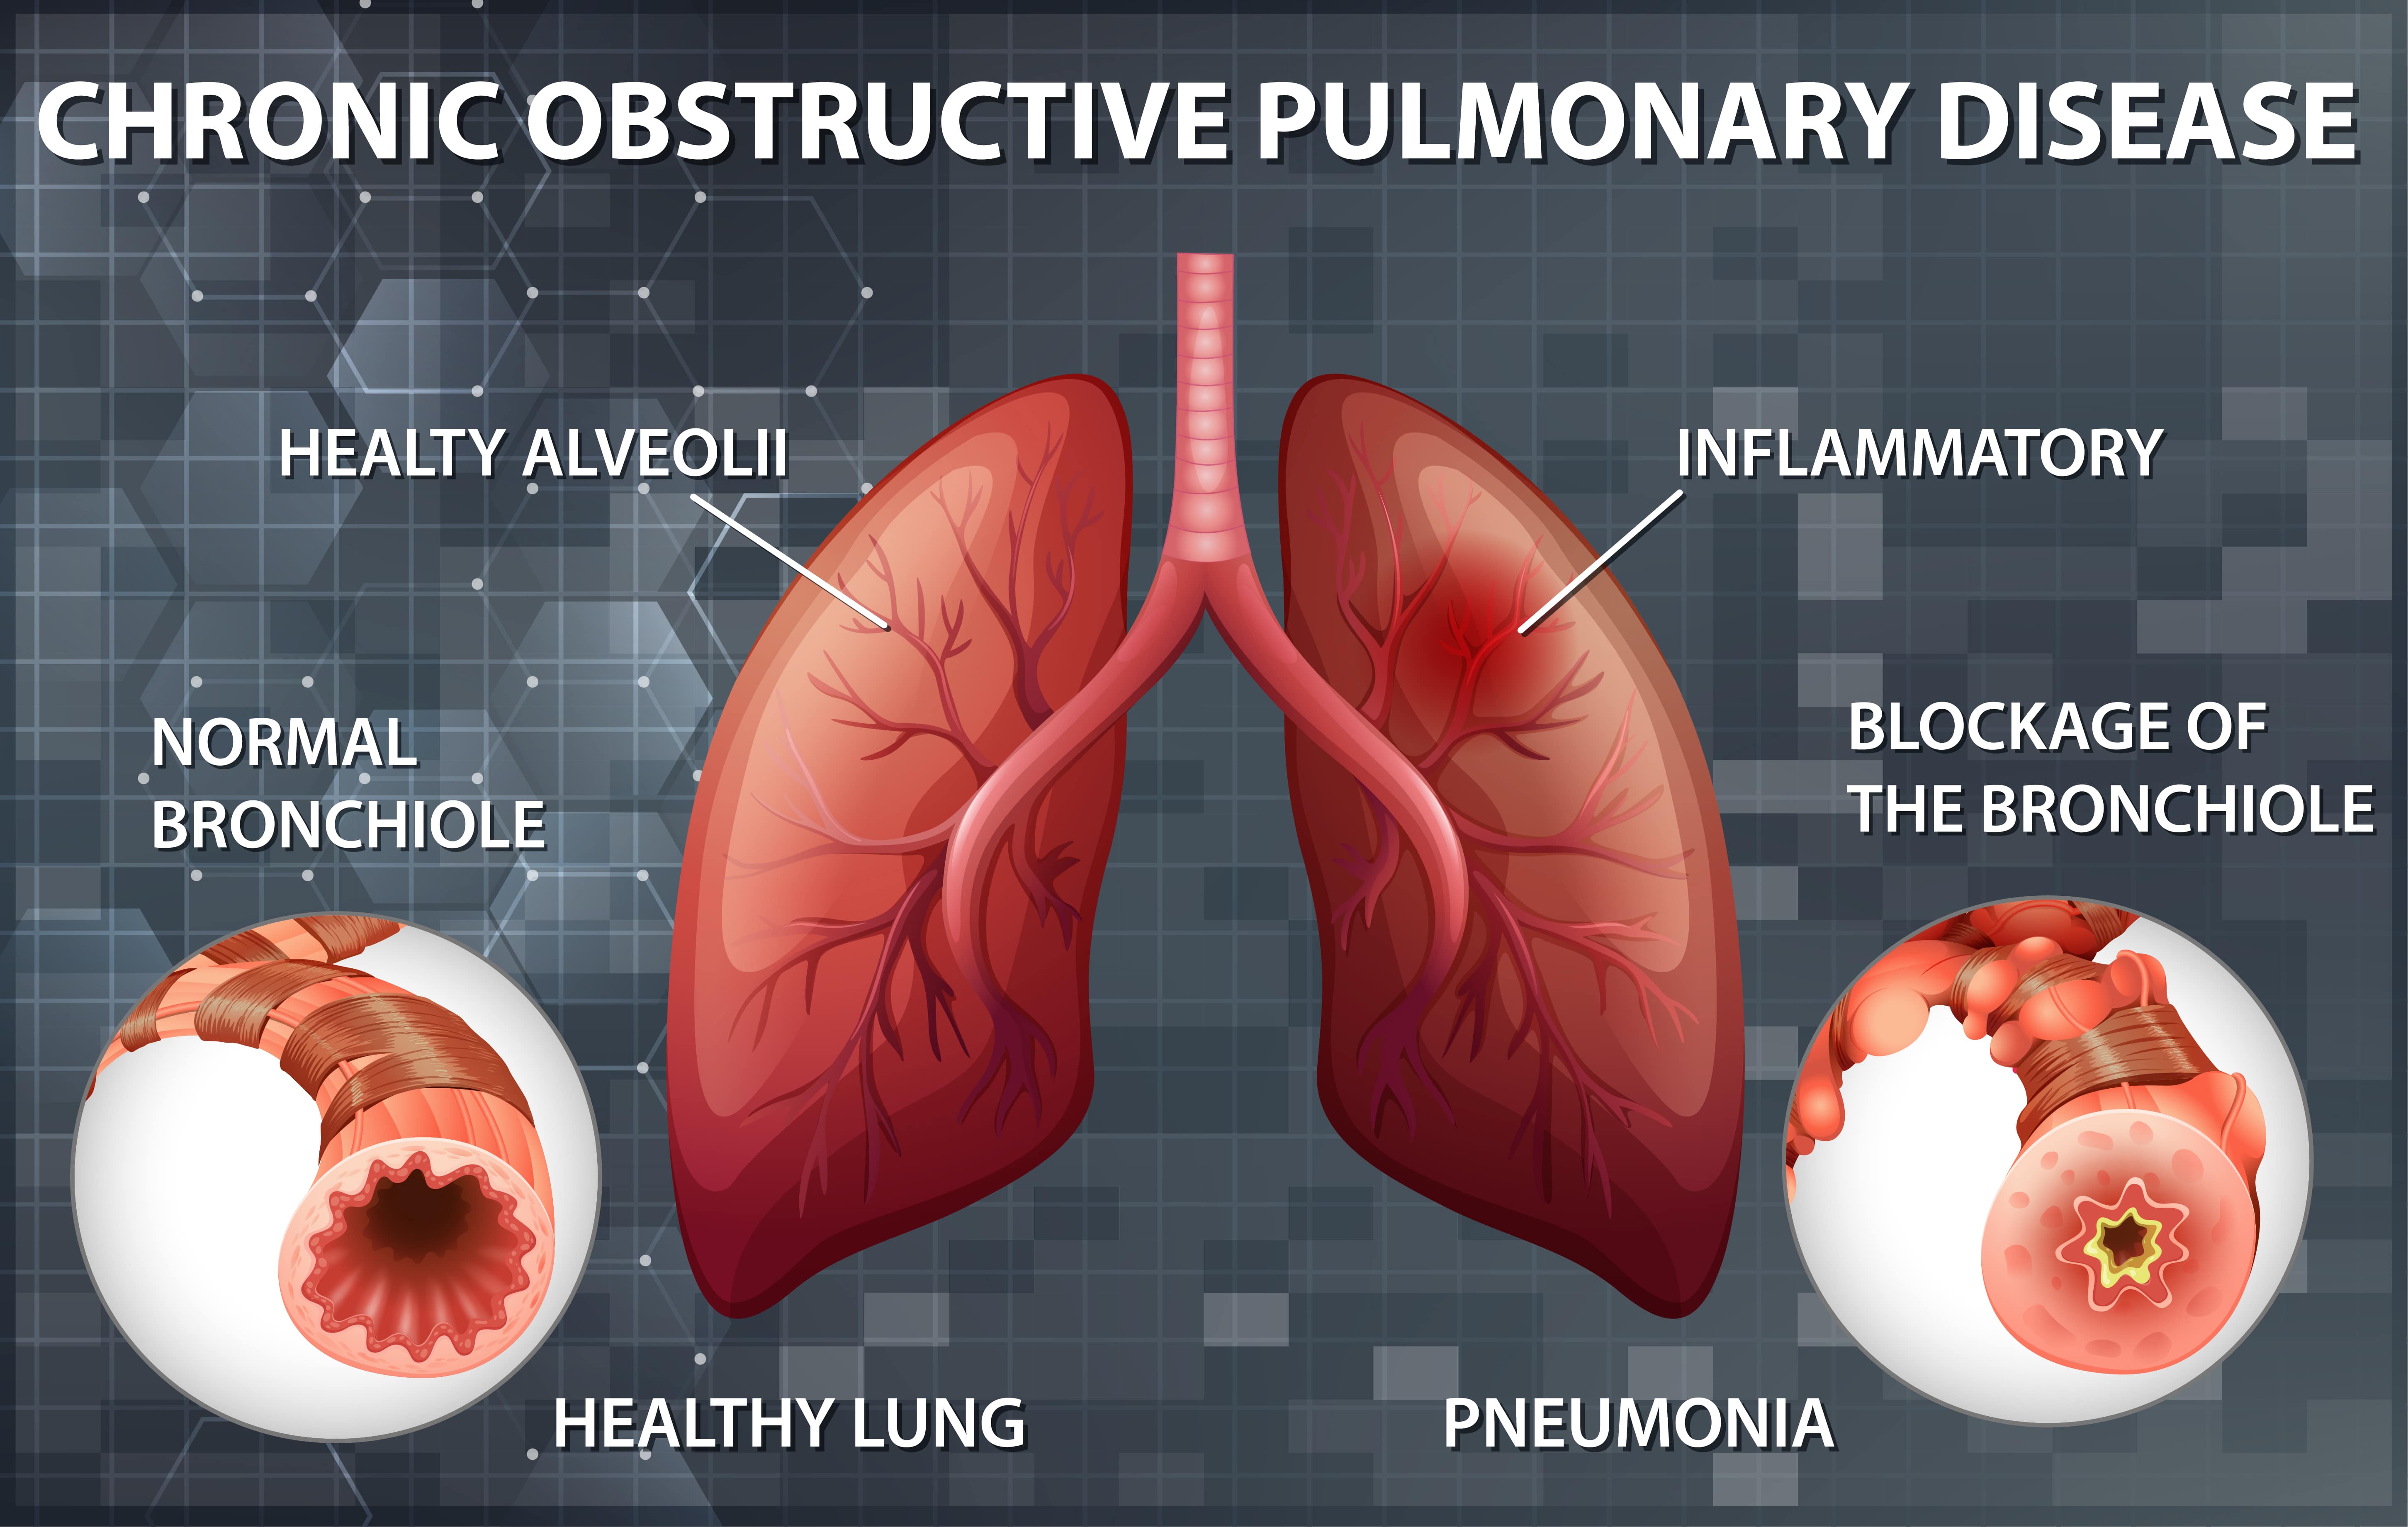 CHRONIC OBSTRUCTIVE PULMONARY DISEASE
HEALTY ALVEOLII
INFLAMMATORY
NORMAL
BRONCHIOLE
BLOCKAGE OF
THE BRONCHIOLE
HEALTHY LUNG
PNEUMONIA